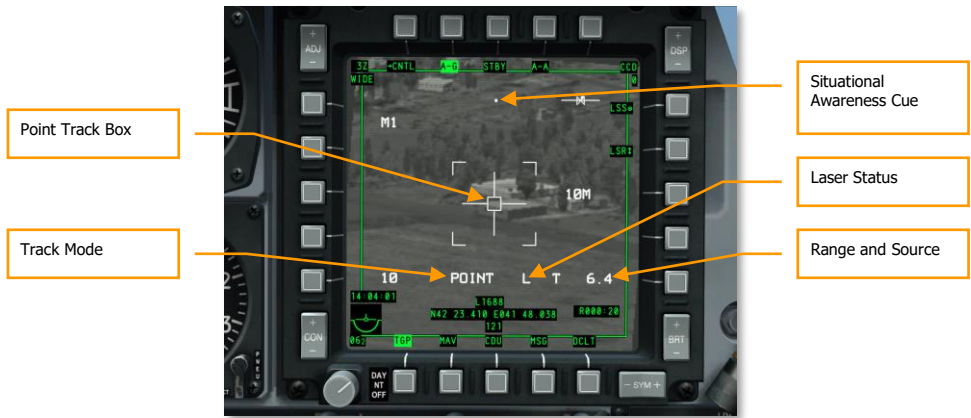 Point Track Box
Track Mode
Situational
Awareness Cue
Laser Status
Range and Source
+
ADJ
-
+
DSP
-
+
CON
-
+
BRT
-
DAY
NT
OFF
- SYM +
3Z →CNTL A-G STBY A-A CCD
WIDE 0
M1
LSS
LSR
10M
10 POINT L T 6.4
14:04:01
L1688
N42 23.410 E041 48.038 R000:20
121
TGP MAV CDU MSG DCLT